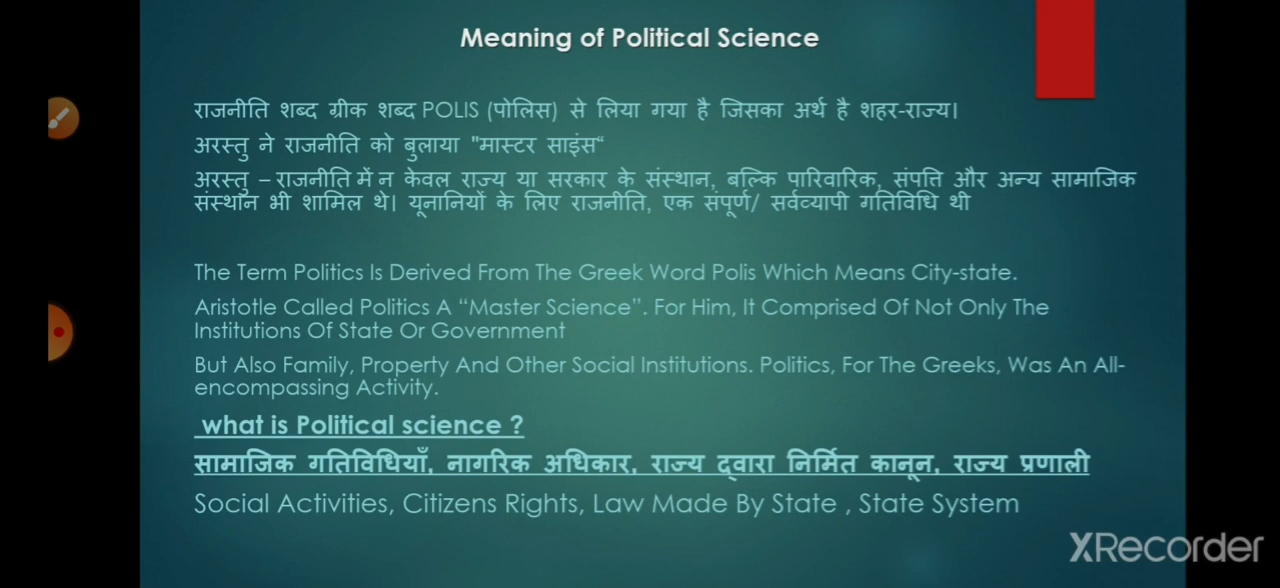 Meaning of Political Science
राजनीति शब्द ग्रीक शब्द POLIS (पोलिस) से लिया गया है जिसका अर्थ है शहर-राज्य।
अरस्तु ने राजनीति को बुलाया "मास्टर साइंस“
अरस्तु – राजनीति में न केवल राज्य या सरकार के संस्थान, बल्कि पारिवारिक, संपत्ति और अन्य सामाजिक
संस्थान भी शामिल थे। यूनानियों के लिए राजनीति, एक संपूर्ण/ सर्वव्यापी गतिविधि थी
The Term Politics Is Derived From The Greek Word Polis Which Means City-state.
Aristotle Called Politics A “Master Science”. For Him, It Comprised Of Not Only The
Institutions Of State Or Government
But Also Family, Property And Other Social Institutions. Politics, For The Greeks, Was An All-
encompassing Activity.
what is Political science ?
सामाजिक गतिविधियाँ, नागरिक अधिकार, राज्य द्वारा निर्मित कानून, राज्य प्रणाली
Social Activities, Citizens Rights, Law Made By State , State System
XRecorder